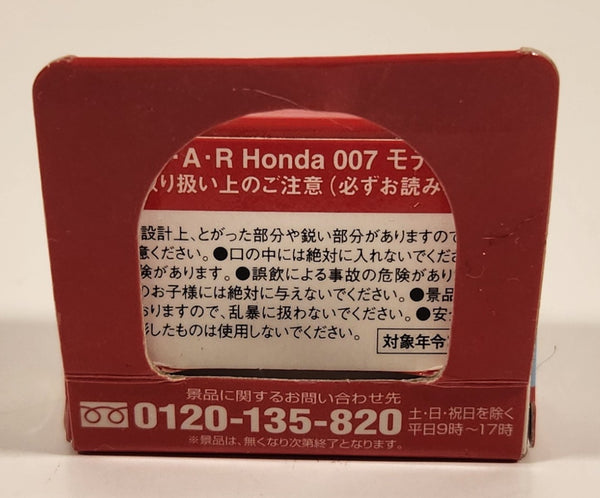 ・A・R Honda 007 モデ
取り扱い上のご注意（必ずお読み
設計上、とがった部分や鋭い部分がありますので
意ください。●口の中には絶対に入れないでくださ
険があります。●誤飲による事故の危険があり
のお子様には絶対に与えないでください。●景品
おりますので、乱暴に扱わないでください。●安全
形したものは使用しないでください。
対象年令
景品に関するお問い合わせ先
0120-135-820
土・日・祝日を除く
平日9時～17時
※景品は、無くなり次第終了となります。